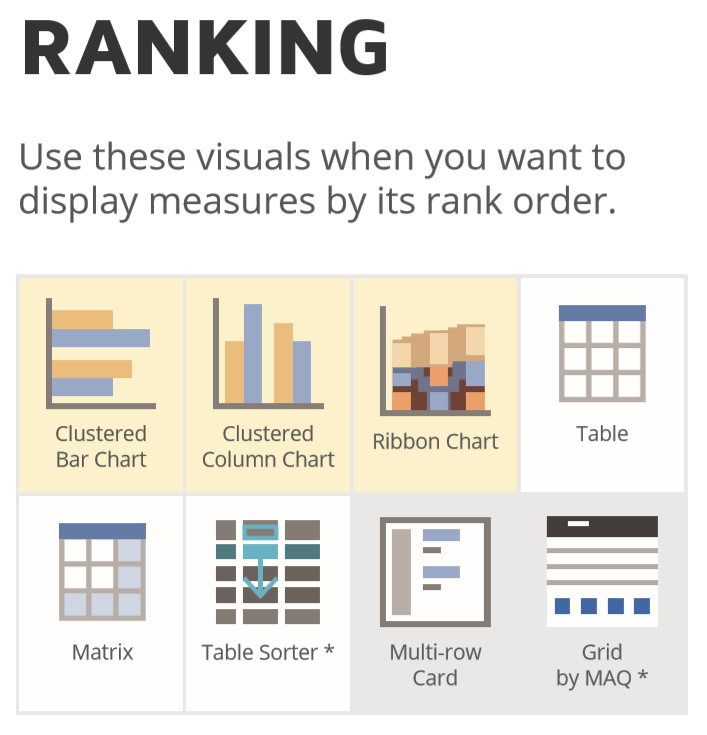 RANKING
Use these visuals when you want to
display measures by its rank order.
Clustered
Bar Chart
Clustered
Column Chart
Ribbon Chart
Table
Matrix
Table Sorter *
Multi-row
Card
Grid
by MAQ *